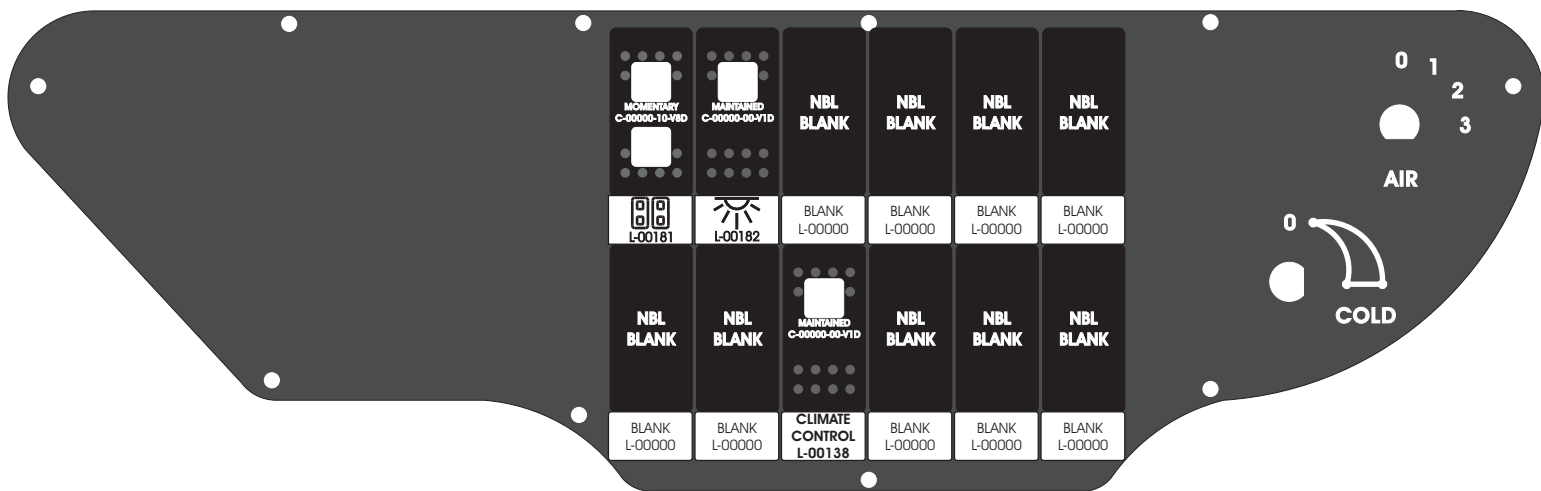 MOMENTARY
C-00000-10-V8D
MAINTAINED
C-00000-00-V1D
NBL
BLANK
NBL
BLANK
NBL
BLANK
NBL
BLANK
L-00181
L-00182
BLANK
L-00000
BLANK
L-00000
BLANK
L-00000
BLANK
L-00000
NBL
BLANK
NBL
BLANK
MAINTAINED
C-00000-00-V1D
NBL
BLANK
NBL
BLANK
NBL
BLANK
BLANK
L-00000
BLANK
L-00000
CLIMATE
CONTROL
L-00138
BLANK
L-00000
BLANK
L-00000
BLANK
L-00000
0
1
2
3
AIR
0
COLD